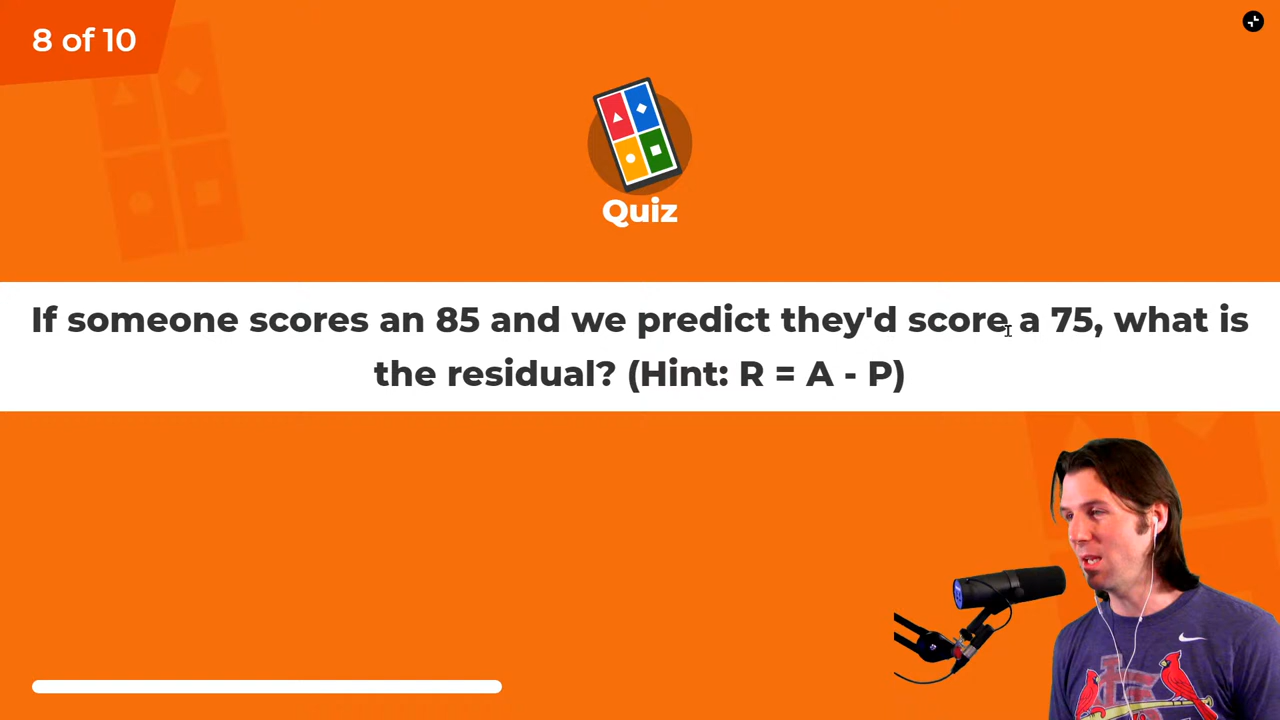 8 of 10
Quiz
If someone scores an 85 and we predict they'd score a 75, what is
the residual? (Hint: R = A - P)